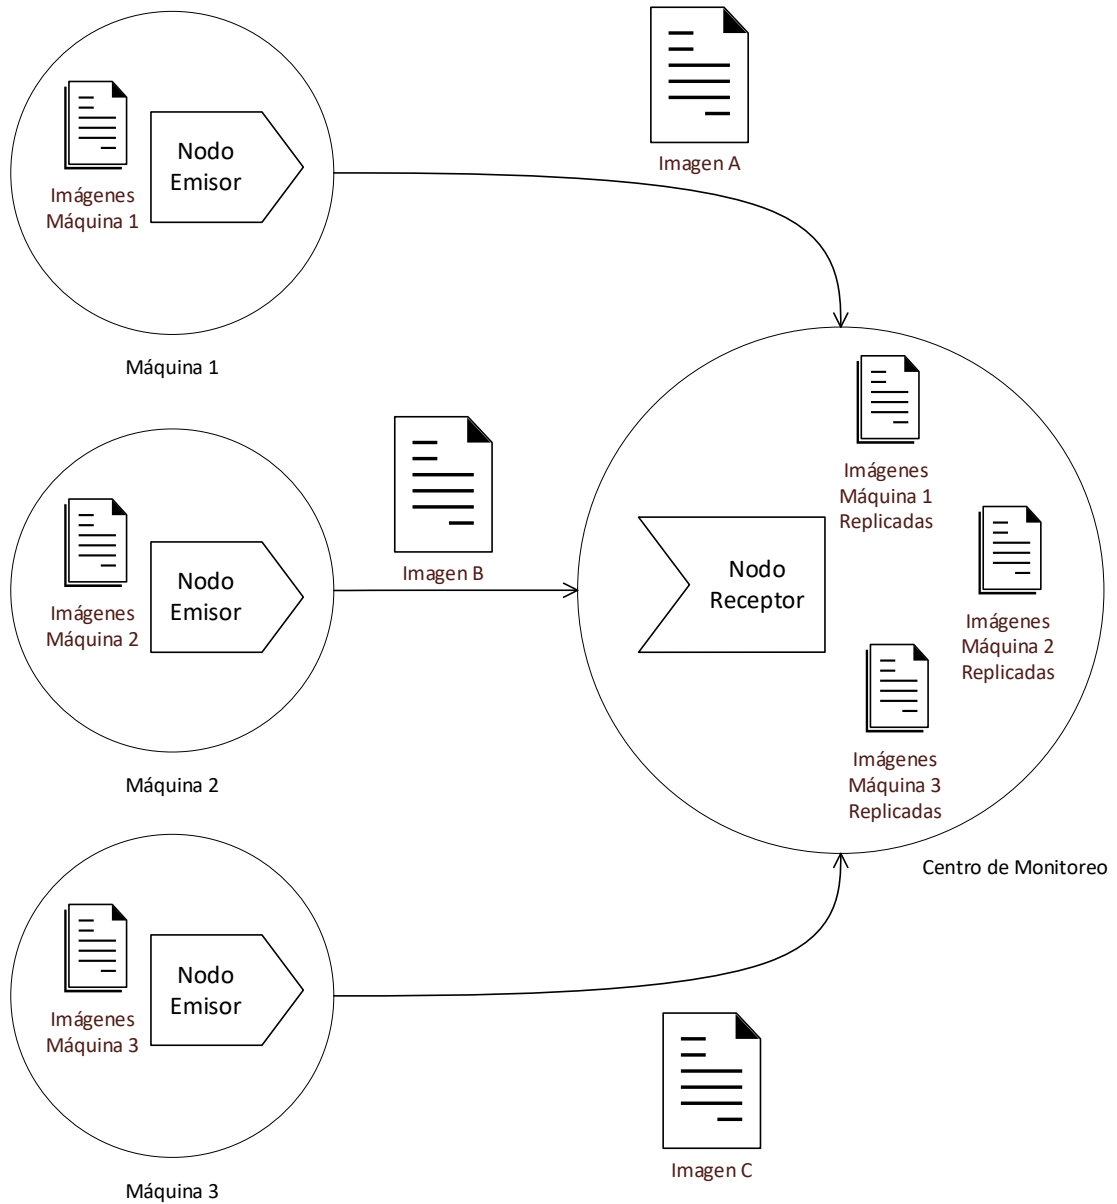 Imagen A
Nodo
Emisor
Imágenes
Máquina 1
Máquina 1
Imagen B
Nodo
Emisor
Imágenes
Máquina 2
Máquina 2
Imágenes
Máquina 1
Replicadas
Nodo
Receptor
Imágenes
Máquina 2
Replicadas
Imágenes
Máquina 3
Replicadas
Centro de Monitoreo
Nodo
Emisor
Imágenes
Máquina 3
Máquina 3
Imagen C